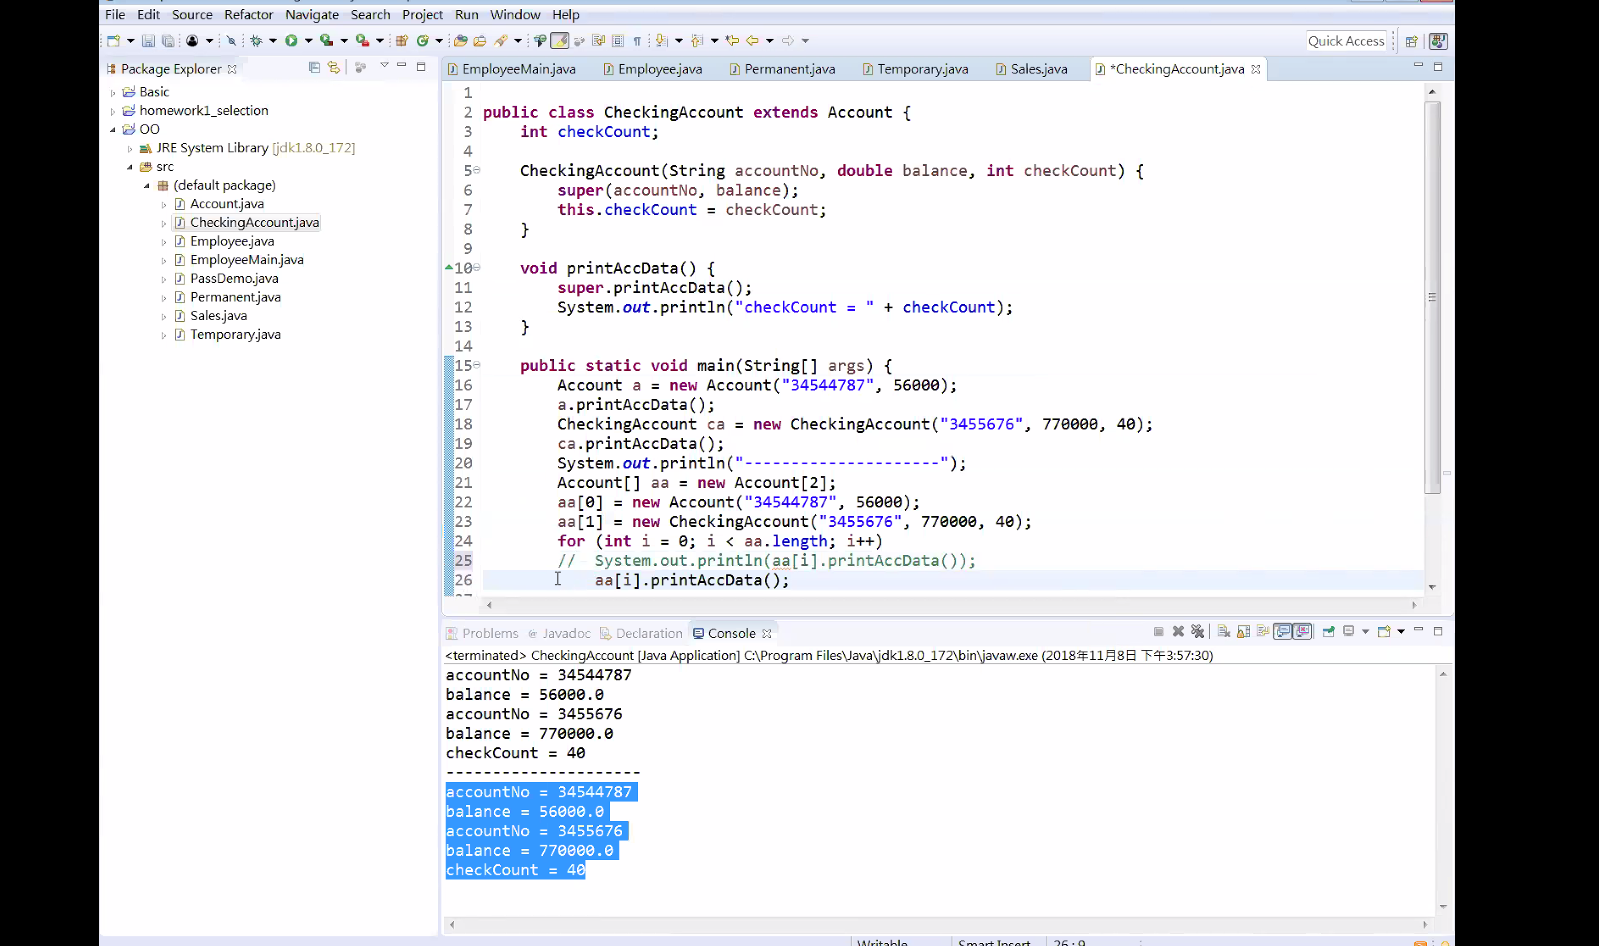 File Edit Source Refactor Navigate Search Project Run Window Help
Quick Access
Package Explorer
Basic
homework1_selection
OO
JRE System Library [jdk1.8.0_172]
src
(default package)
Account.java
CheckingAccount.java
Employee.java
EmployeeMain.java
PassDemo.java
Permanent.java
Sales.java
Temporary.java
EmployeeMain.java Employee.java Permanent.java Temporary.java Sales.java *CheckingAccount.java
1
2 public class CheckingAccount extends Account {
3 int checkCount;
4
5 CheckingAccount(String accountNo, double balance, int checkCount) {
6 super(accountNo, balance);
7 this.checkCount = checkCount;
8 }
9
10 void printAccData() {
11 super.printAccData();
12 System.out.println("checkCount = " + checkCount);
13 }
14
15 public static void main(String[] args) {
16 Account a = new Account("34544787", 56000);
17 a.printAccData();
18 CheckingAccount ca = new CheckingAccount("3455676", 770000, 40);
19 ca.printAccData();
20 System.out.println("---------------------");
21 Account[] aa = new Account[2];
22 aa[0] = new Account("34544787", 56000);
23 aa[1] = new CheckingAccount("3455676", 770000, 40);
24 for (int i = 0; i < aa.length; i++)
25 // System.out.println(aa[i].printAccData());
26 aa[i].printAccData();
Problems @ Javadoc Declaration Console
<terminated> CheckingAccount [Java Application] C:\Program Files\Java\jdk1.8.0_172\bin\javaw.exe (2018年11月8日 下午3:57:30)
accountNo = 34544787
balance = 56000.0
accountNo = 3455676
balance = 770000.0
checkCount = 40
---------------------
accountNo = 34544787
balance = 56000.0
accountNo = 3455676
balance = 770000.0
checkCount = 40
Writable Smart Insert 26 : 9